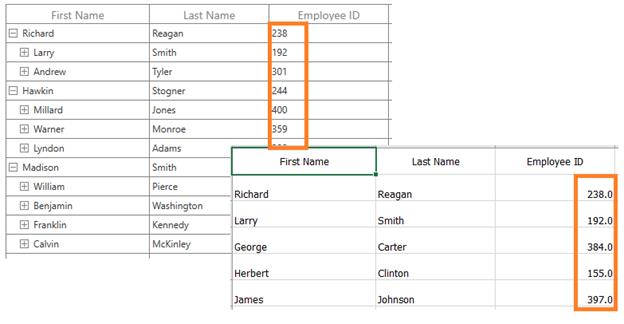 First Name Last Name Employee ID
Richard Reagan 238
Larry Smith 192
Andrew Tyler 301
Hawkin Stogner 244
Millard Jones 400
Warner Monroe 359
Lyndon Adams
Madison Smith
William Pierce
Benjamin Washington
Franklin Kennedy
Calvin McKinley
First Name Last Name Employee ID
Richard Reagan 238.0
Larry Smith 192.0
George Carter 384.0
Herbert Clinton 155.0
James Johnson 397.0